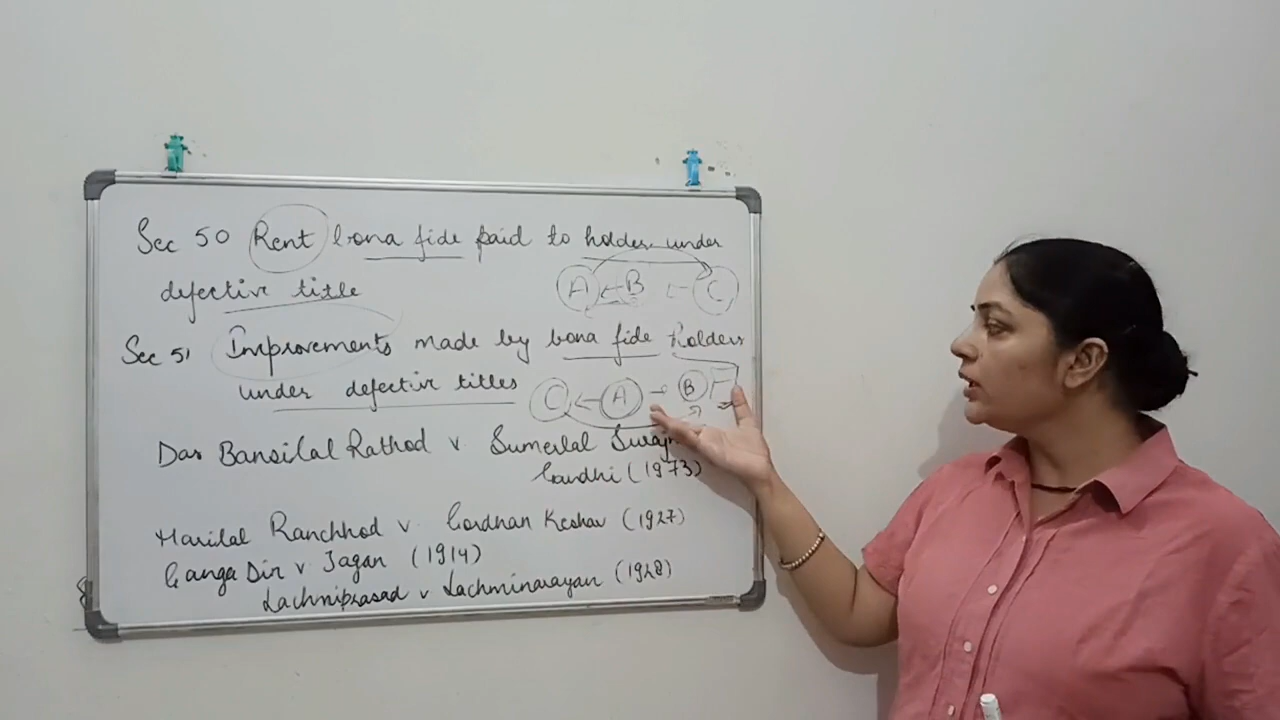 Sec 50 Rent bona fide paid to holder under
defective title
A B C
Sec 51 Improvements made by bona fide holders
under defective titles
C A B
Das Bansilal Rathod v. Sumerlal
Gandhi (1973)
Harilal Ranchhod v. Gordhan Keshav (1927)
Ganga Din v Jagan (1914)
Lachmiprasad v Lachminarayan (1928)